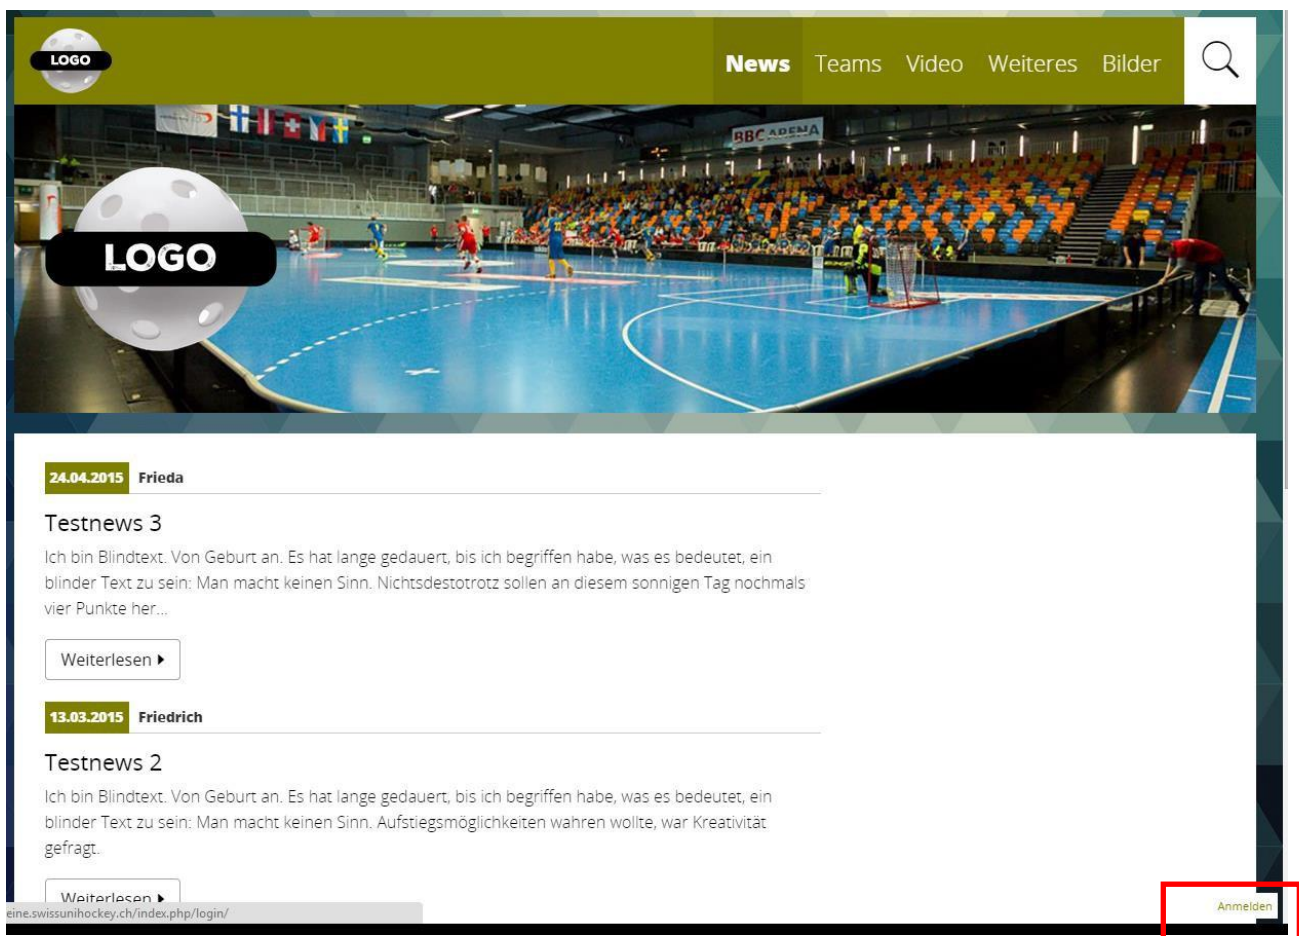 LOGO
News Teams Video Weiteres Bilder
BBC ARENA
LOGO
24.04.2015 Frieda
Testnews 3
Ich bin Blindtext. Von Geburt an. Es hat lange gedauert, bis ich begriffen habe, was es bedeutet, ein
blinder Text zu sein: Man macht keinen Sinn. Nichtsdestotrotz sollen an diesem sonnigen Tag nochmals
vier Punkte her...
Weiterlesen
13.03.2015 Friedrich
Testnews 2
Ich bin Blindtext. Von Geburt an. Es hat lange gedauert, bis ich begriffen habe, was es bedeutet, ein
blinder Text zu sein: Man macht keinen Sinn. Aufstiegsmöglichkeiten wahren wollte, war Kreativität
gefragt.
Weiterlesen
eine.swissunihockey.ch/index.php/login/
Anmelden